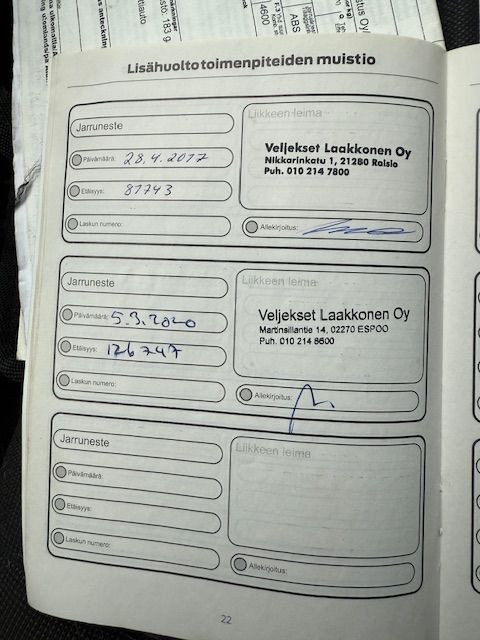 Lisähuoltotoimenpiteiden muistio
Jarruneste
Päivämäärä: 28.4.2017
Etäisyys: 87743
Laskun numero:
Liikkeen leima
Veljekset Laakkonen Oy
Nikkarinkatu 1, 21280 Raisio
Puh. 010 214 7800
Allekirjoitus:
Jarruneste
Päivämäärä: 5.3.2020
Etäisyys: 126747
Laskun numero:
Liikkeen leima
Veljekset Laakkonen Oy
Martinsillantie 14, 02270 ESPOO
Puh. 010 214 8600
Allekirjoitus:
Jarruneste
Päivämäärä:
Etäisyys:
Laskun numero:
Liikkeen leima
Allekirjoitus:
22